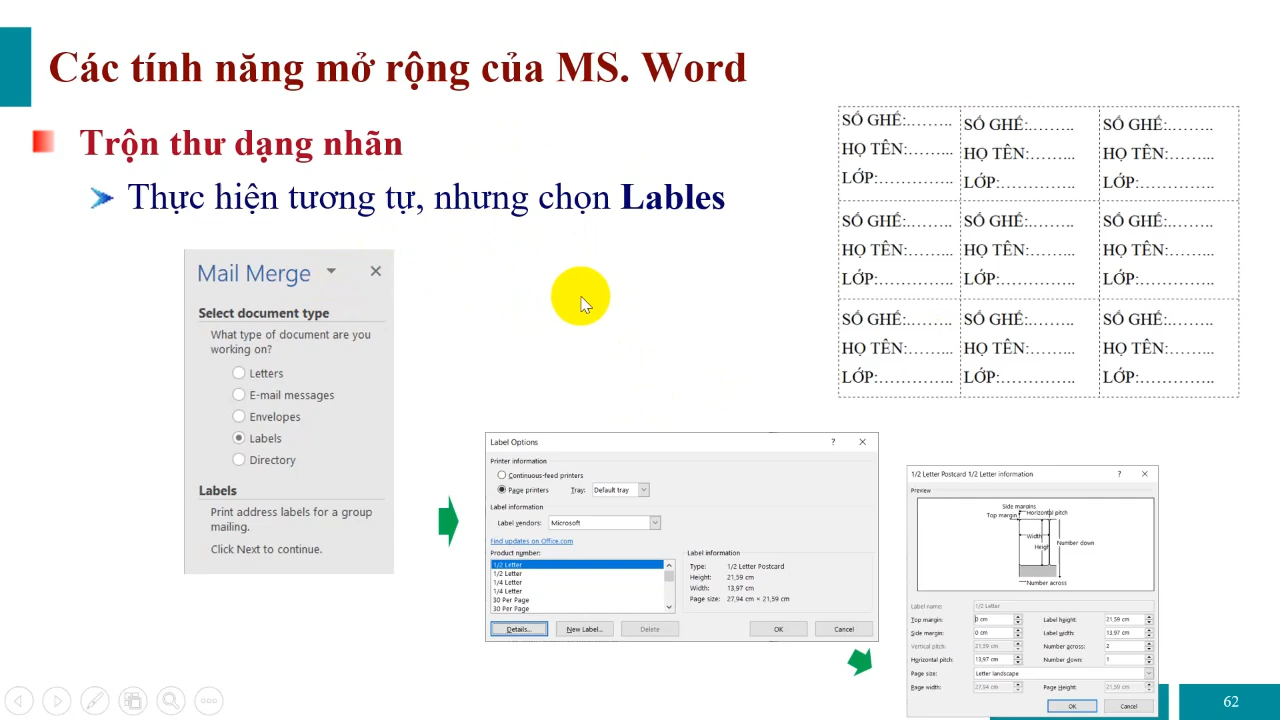 Các tính năng mở rộng của MS. Word
Trộn thư dạng nhãn
Thực hiện tương tự, nhưng chọn Lables
SỐ GHẾ:……..
HỌ TÊN:……...
LỚP:…………..
SỐ GHẾ:……..
HỌ TÊN:……...
LỚP:…………..
SỐ GHẾ:……..
HỌ TÊN:……...
LỚP:…………..
SỐ GHẾ:……..
HỌ TÊN:……...
LỚP:…………..
SỐ GHẾ:……..
HỌ TÊN:……...
LỚP:…………..
SỐ GHẾ:……..
HỌ TÊN:……...
LỚP:…………..
SỐ GHẾ:……..
HỌ TÊN:……...
LỚP:…………..
SỐ GHẾ:……..
HỌ TÊN:……...
LỚP:…………..
SỐ GHẾ:……..
HỌ TÊN:……...
LỚP:…………..
Mail Merge
Select document type
What type of document are you
working on?
Letters
E-mail messages
Envelopes
Labels
Directory
Labels
Print address labels for a group
mailing.
Click Next to continue.
Label Options
Printer information
Continuous-feed printers
Page printers Tray: Default tray
Label information
Label vendors: Microsoft
Find updates on Office.com
Product number:
1/2 Letter
1/2 Letter
1/4 Letter
1/4 Letter
30 Per Page
30 Per Page
Label information
Type: 1/2 Letter Postcard
Height: 21,59 cm
Width: 13,97 cm
Page size: 27,94 cm × 21,59 cm
Details... New Label... Delete OK Cancel
1/2 Letter Postcard 1/2 Letter information
Preview
Side margins
Top margin Horizontal pitch
Width
Heigh
Number down
Number across
Label name: 1/2 Letter
Top margin: 0 cm Label height: 21,59 cm
Side margin: 0 cm Label width: 13,97 cm
Vertical pitch: 21,59 cm Number across: 2
Horizontal pitch: 13,97 cm Number down: 1
Page size: Letter landscape
Page width: 27,94 cm Page Height: 21,59 cm
OK Cancel
62